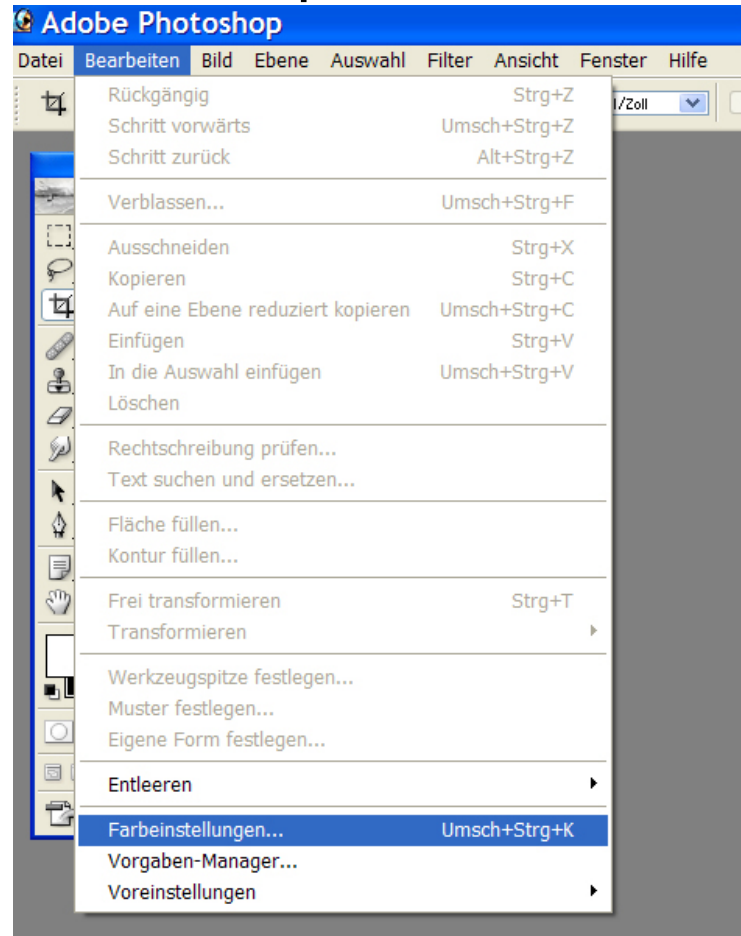 Adobe Photoshop
Datei Bearbeiten Bild Ebene Auswahl Filter Ansicht Fenster Hilfe
l/Zoll
Rückgängig Strg+Z
Schritt vorwärts Umsch+Strg+Z
Schritt zurück Alt+Strg+Z
Verblassen... Umsch+Strg+F
Ausschneiden Strg+X
Kopieren Strg+C
Auf eine Ebene reduziert kopieren Umsch+Strg+C
Einfügen Strg+V
In die Auswahl einfügen Umsch+Strg+V
Löschen
Rechtschreibung prüfen...
Text suchen und ersetzen...
Fläche füllen...
Kontur füllen...
Frei transformieren Strg+T
Transformieren
Werkzeugspitze festlegen...
Muster festlegen...
Eigene Form festlegen...
Entleeren
Farbeinstellungen... Umsch+Strg+K
Vorgaben-Manager...
Voreinstellungen